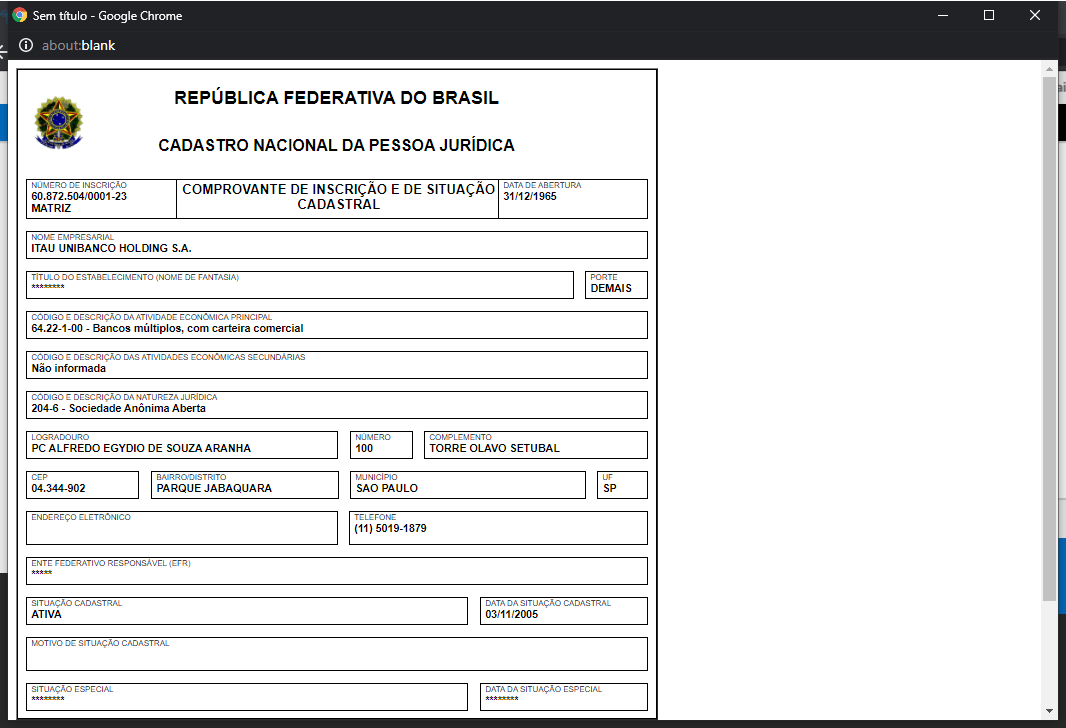 Sem título - Google Chrome
about:blank
REPÚBLICA FEDERATIVA DO BRASIL
CADASTRO NACIONAL DA PESSOA JURÍDICA
NÚMERO DE INSCRIÇÃO
60.872.504/0001-23
MATRIZ
COMPROVANTE DE INSCRIÇÃO E DE SITUAÇÃO
CADASTRAL
DATA DE ABERTURA
31/12/1965
NOME EMPRESARIAL
ITAU UNIBANCO HOLDING S.A.
TÍTULO DO ESTABELECIMENTO (NOME DE FANTASIA)
********
PORTE
DEMAIS
CÓDIGO E DESCRIÇÃO DA ATIVIDADE ECONÔMICA PRINCIPAL
64.22-1-00 - Bancos múltiplos, com carteira comercial
CÓDIGO E DESCRIÇÃO DAS ATIVIDADES ECONÔMICAS SECUNDÁRIAS
Não informada
CÓDIGO E DESCRIÇÃO DA NATUREZA JURÍDICA
204-6 - Sociedade Anônima Aberta
LOGRADOURO
PC ALFREDO EGYDIO DE SOUZA ARANHA
NÚMERO
100
COMPLEMENTO
TORRE OLAVO SETUBAL
CEP
04.344-902
BAIRRO/DISTRITO
PARQUE JABAQUARA
MUNICÍPIO
SAO PAULO
UF
SP
ENDEREÇO ELETRÔNICO
TELEFONE
(11) 5019-1879
ENTE FEDERATIVO RESPONSÁVEL (EFR)
*****
SITUAÇÃO CADASTRAL
ATIVA
DATA DA SITUAÇÃO CADASTRAL
03/11/2005
MOTIVO DE SITUAÇÃO CADASTRAL
SITUAÇÃO ESPECIAL
********
DATA DA SITUAÇÃO ESPECIAL
********